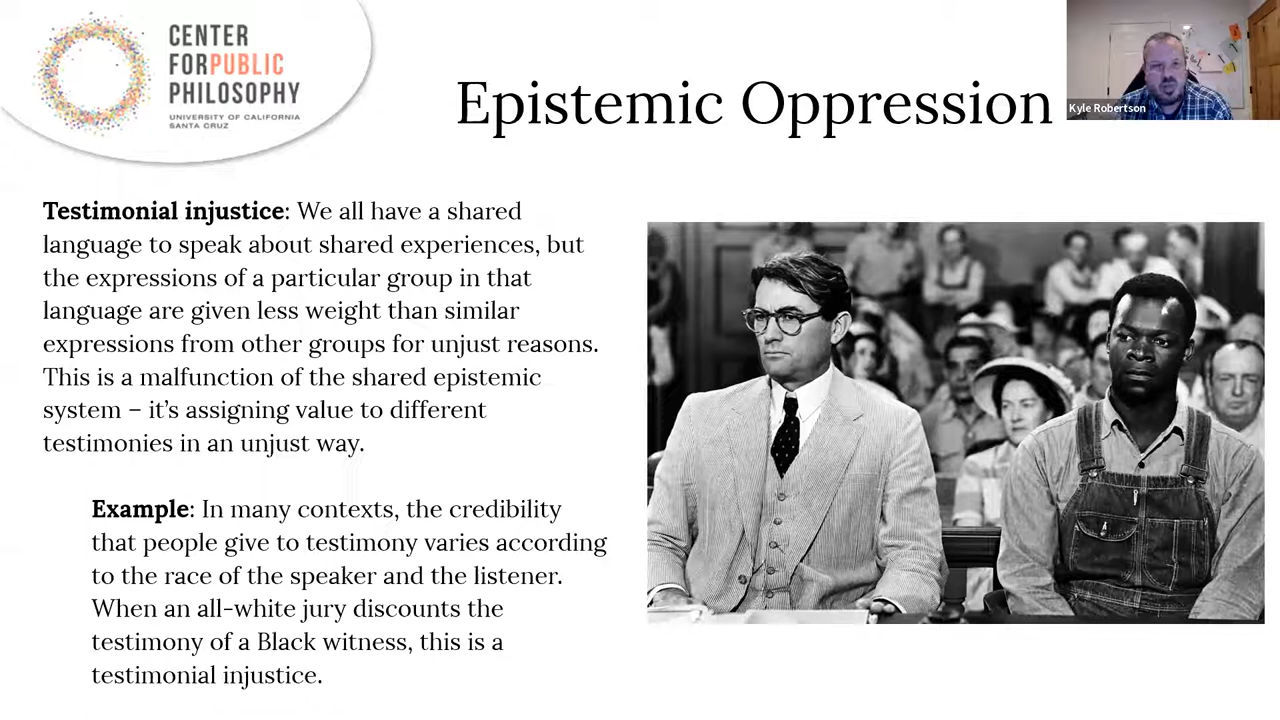 CENTER
FORPUBLIC
PHILOSOPHY
UNIVERSITY OF CALIFORNIA
SANTA CRUZ
Epistemic Oppression
Kyle Robertson
Testimonial injustice: We all have a shared
language to speak about shared experiences, but
the expressions of a particular group in that
language are given less weight than similar
expressions from other groups for unjust reasons.
This is a malfunction of the shared epistemic
system – it’s assigning value to different
testimonies in an unjust way.
Example: In many contexts, the credibility
that people give to testimony varies according
to the race of the speaker and the listener.
When an all-white jury discounts the
testimony of a Black witness, this is a
testimonial injustice.